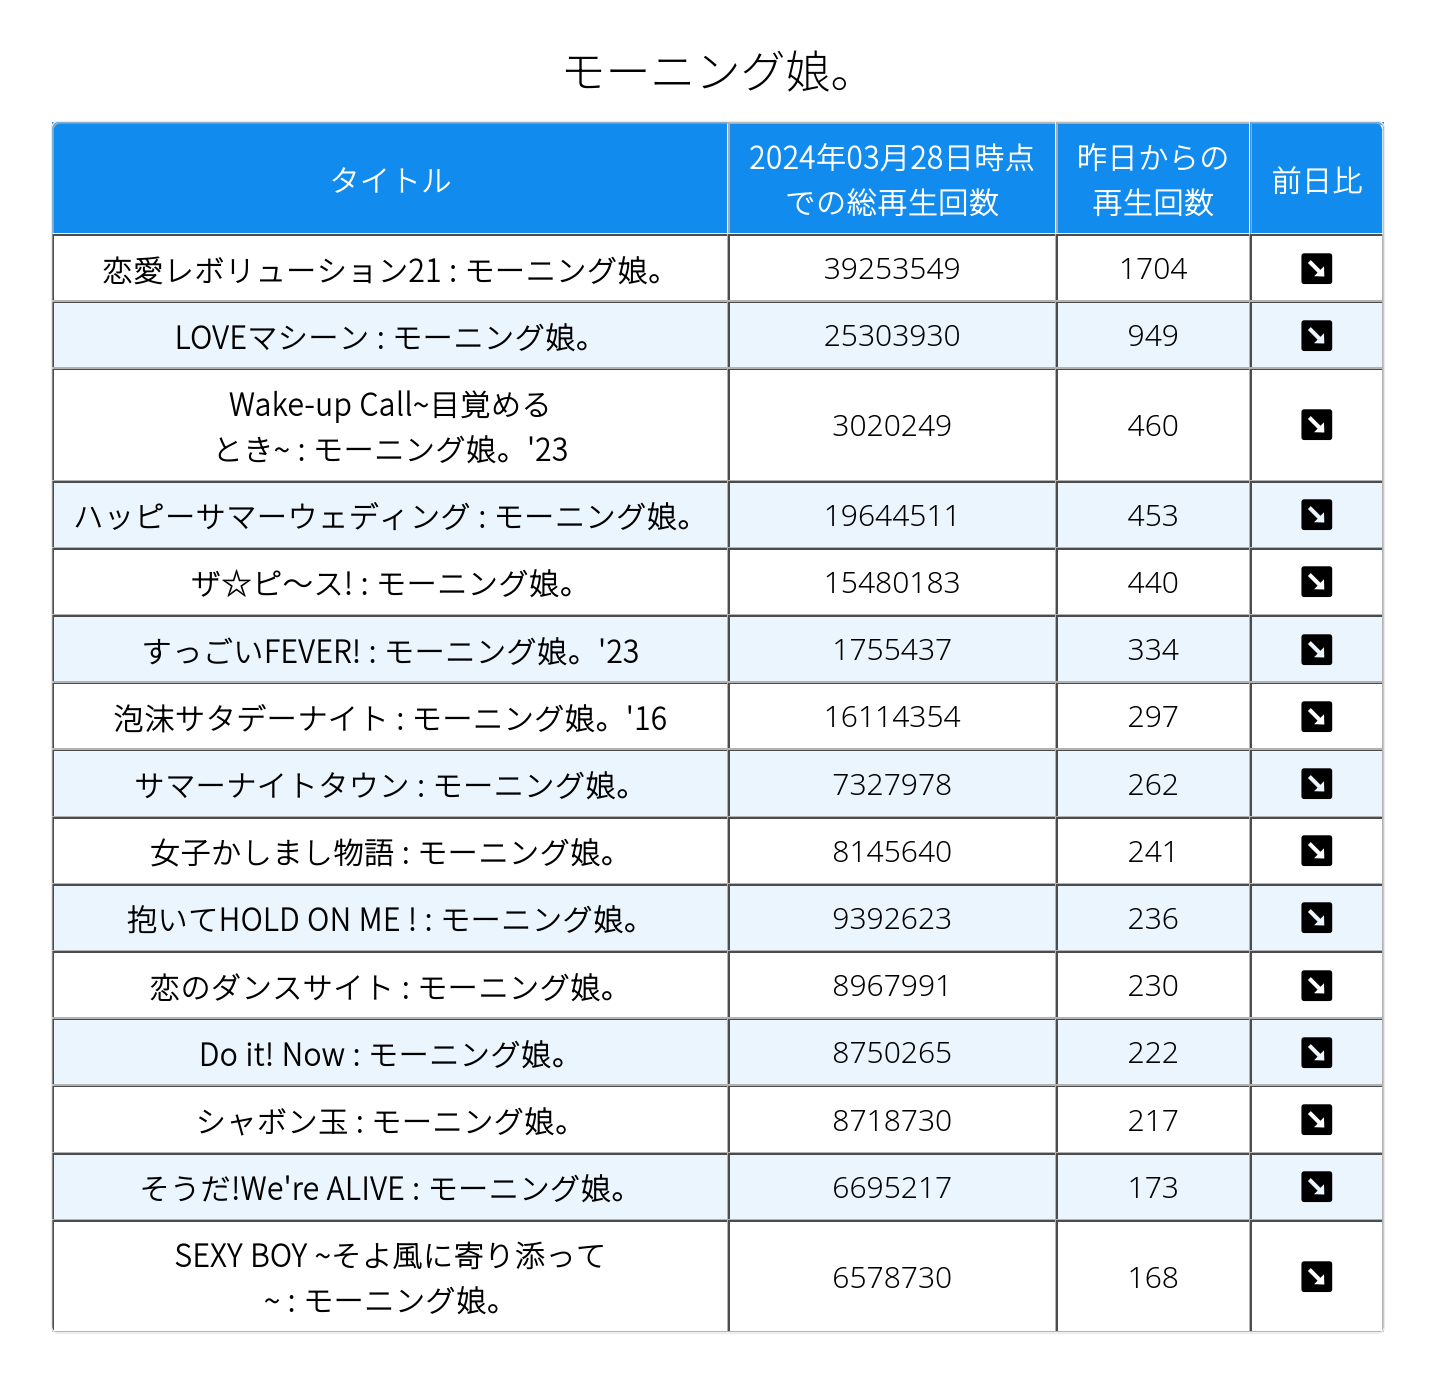 モーニング娘。
タイトル
2024年03月28日時点
での総再生回数
昨日からの
再生回数
前日比
恋愛レボリューション21 : モーニング娘。 39253549 1704
LOVEマシーン : モーニング娘。 25303930 949
Wake-up Call~目覚める
とき~ : モーニング娘。'23 3020249 460
ハッピーサマーウェディング : モーニング娘。 19644511 453
ザ☆ピ〜ス! : モーニング娘。 15480183 440
すっごいFEVER! : モーニング娘。'23 1755437 334
泡沫サタデーナイト : モーニング娘。'16 16114354 297
サマーナイトタウン : モーニング娘。 7327978 262
女子かしまし物語 : モーニング娘。 8145640 241
抱いてHOLD ON ME ! : モーニング娘。 9392623 236
恋のダンスサイト : モーニング娘。 8967991 230
Do it! Now : モーニング娘。 8750265 222
シャボン玉 : モーニング娘。 8718730 217
そうだ!We're ALIVE : モーニング娘。 6695217 173
SEXY BOY ~そよ風に寄り添って
~ : モーニング娘。 6578730 168